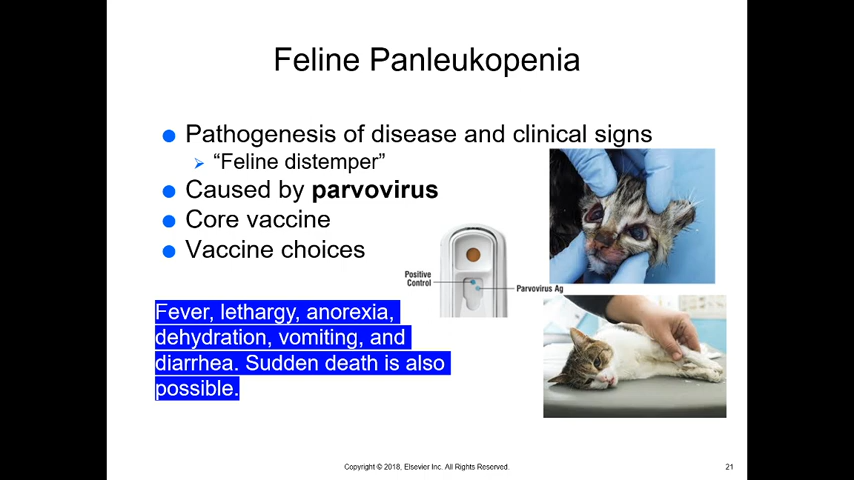 Feline Panleukopenia
Pathogenesis of disease and clinical signs
“Feline distemper”
Caused by parvovirus
Core vaccine
Vaccine choices
Positive
Control
Parvovirus Ag
Fever, lethargy, anorexia,
dehydration, vomiting, and
diarrhea. Sudden death is also
possible.
Copyright © 2018, Elsevier Inc. All Rights Reserved.
21